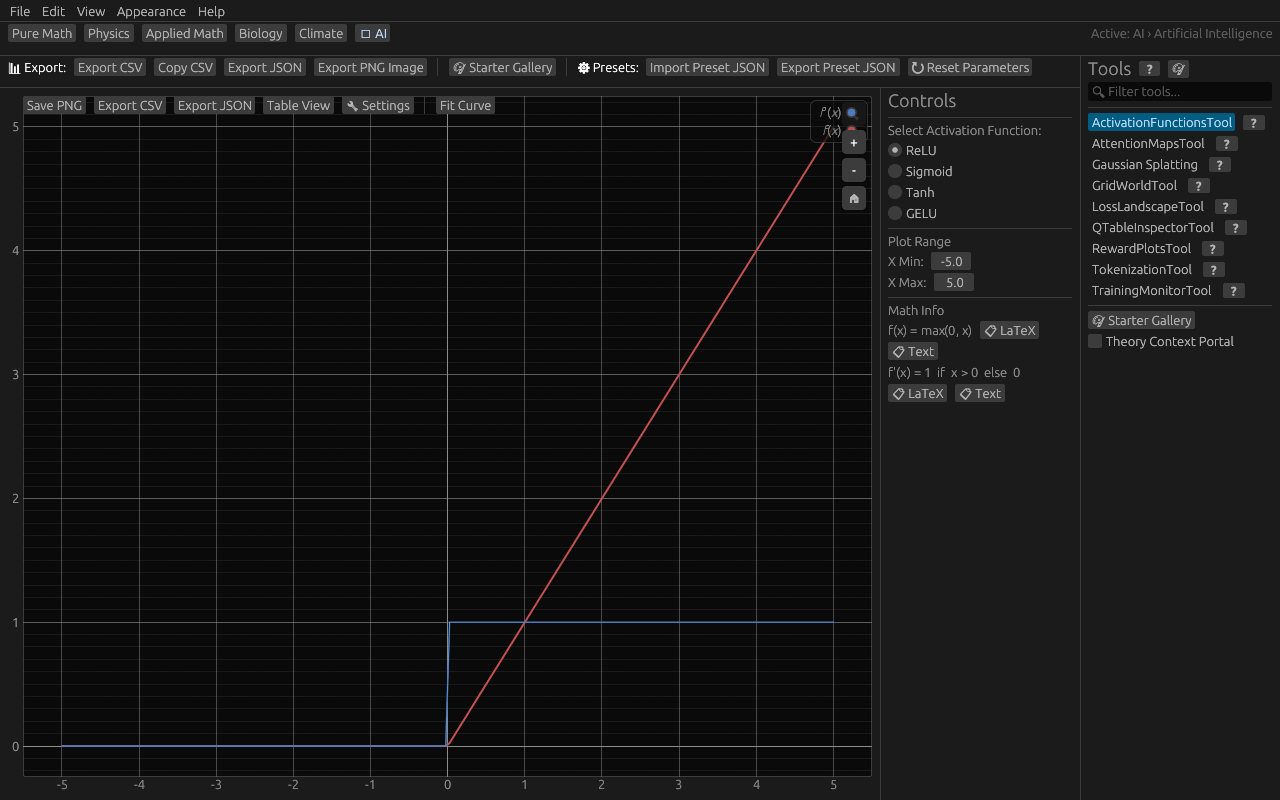 File Edit View Appearance Help
Pure Math Physics Applied Math Biology Climate AI Active: AI › Artificial Intelligence
Export: Export CSV Copy CSV Export JSON Export PNG Image Starter Gallery Presets: Import Preset JSON Export Preset JSON Reset Parameters
Save PNG Export CSV Export JSON Table View Settings Fit Curve
f'(x)
f(x)
+
-
5
4
3
2
1
0
-5 -4 -3 -2 -1 0 1 2 3 4 5
Controls
Select Activation Function:
ReLU
Sigmoid
Tanh
GELU
Plot Range
X Min: -5.0
X Max: 5.0
Math Info
f(x) = max(0, x) LaTeX
Text
f'(x) = 1 if x > 0 else 0
LaTeX Text
Tools ?
Filter tools...
ActivationFunctionsTool ?
AttentionMapsTool ?
Gaussian Splatting ?
GridWorldTool ?
LossLandscapeTool ?
QTableInspectorTool ?
RewardPlotsTool ?
TokenizationTool ?
TrainingMonitorTool ?
Starter Gallery
Theory Context Portal